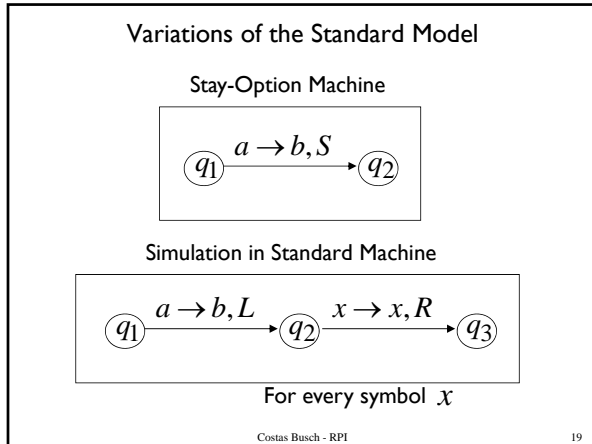 Variations of the Standard Model
Stay-Option Machine
a → b, S
q₁ q₂
Simulation in Standard Machine
a → b, L x → x, R
q₁ q₂ q₃
For every symbol x
Costas Busch - RPI 19